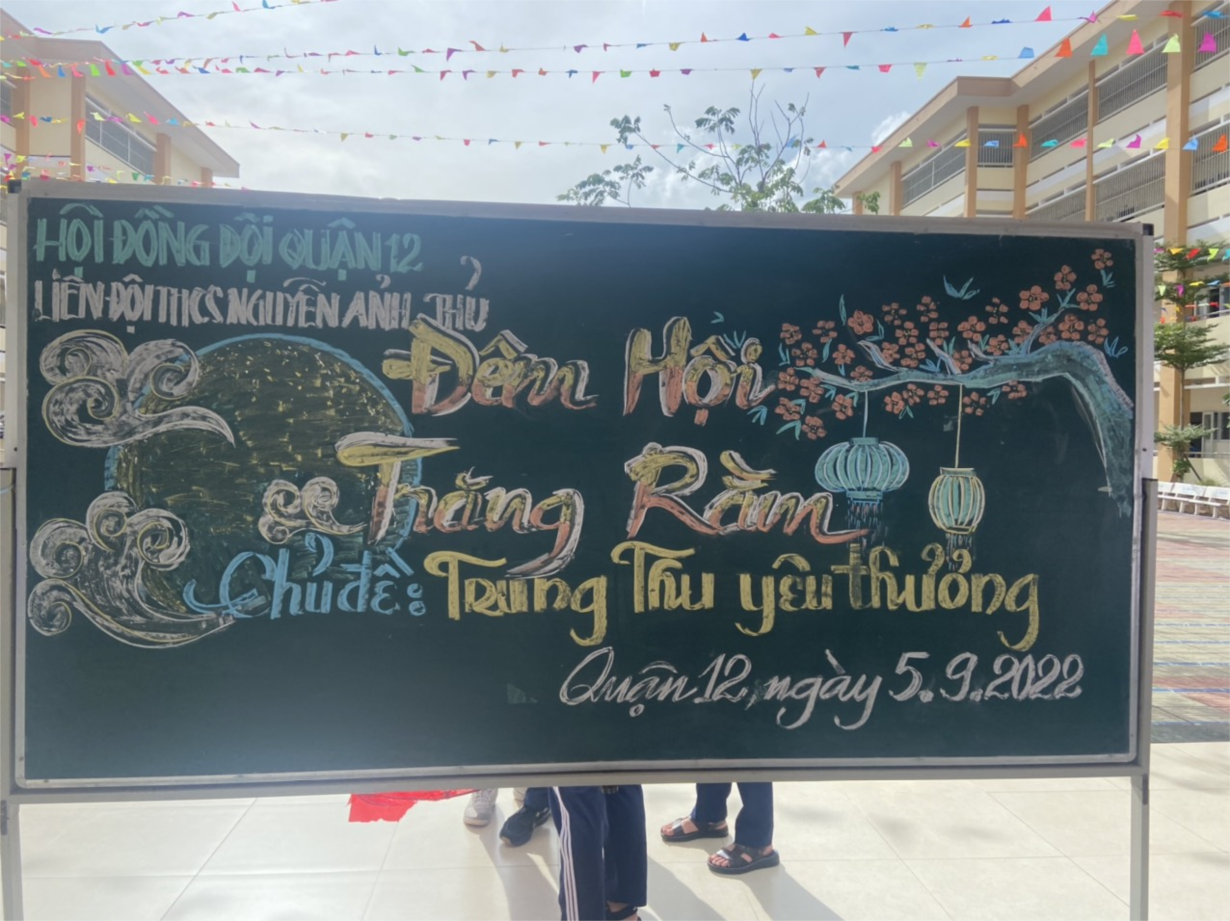 HỘI ĐỒNG ĐỘI QUẬN 12
LIÊN ĐỘI THCS NGUYỄN ẢNH THỦ
Đêm Hội
Trăng Rằm
Chủ đề: Trung Thu yêu thương
Quận 12, ngày 5.9.2022